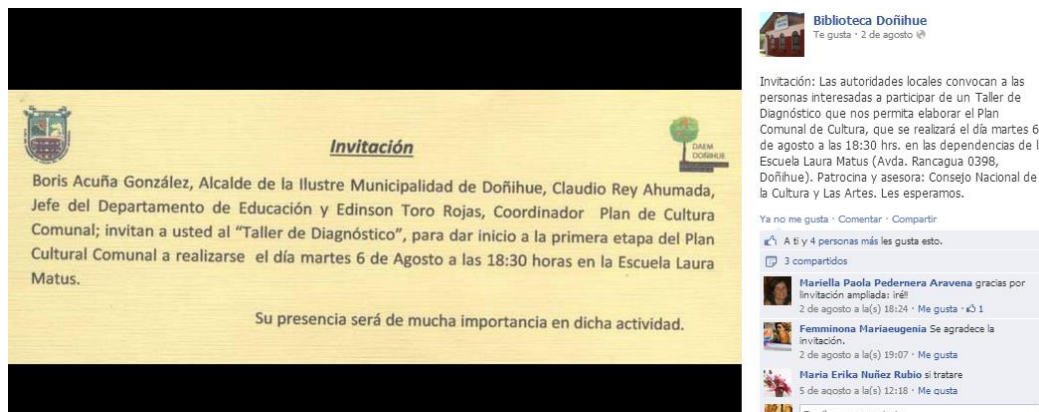 Invitación
DAEM
DOÑIHUE
Boris Acuña González, Alcalde de la Ilustre Municipalidad de Doñihue, Claudio Rey Ahumada,
Jefe del Departamento de Educación y Edinson Toro Rojas, Coordinador Plan de Cultura
Comunal; invitan a usted al “Taller de Diagnóstico”, para dar inicio a la primera etapa del Plan
Cultural Comunal a realizarse el día martes 6 de Agosto a las 18:30 horas en la Escuela Laura
Matus.
Su presencia será de mucha importancia en dicha actividad.
Biblioteca Doñihue
Te gusta · 2 de agosto
Invitación: Las autoridades locales convocan a las
personas interesadas a participar de un Taller de
Diagnóstico que nos permita elaborar el Plan
Comunal de Cultura, que se realizará el día martes 6
de agosto a las 18:30 hrs. en las dependencias de
Escuela Laura Matus (Avda. Rancagua 0398,
Doñihue). Patrocina y asesora: Consejo Nacional de
la Cultura y Las Artes. Les esperamos.
Ya no me gusta · Comentar · Compartir
A ti y 4 personas más les gusta esto.
3 compartidos
Mariella Paola Pedernera Aravena gracias por
linvitación ampliada: iré!!
2 de agosto a la(s) 18:24 · Me gusta · 1
Femminona Mariaeugenia Se agradece la
invitación.
2 de agosto a la(s) 19:07 · Me gusta
Maria Erika Nuñez Rubio si tratare
5 de agosto a la(s) 12:18 · Me gusta